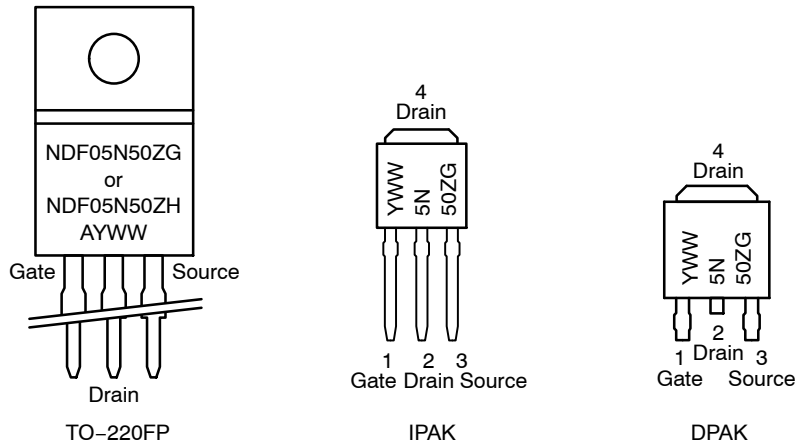 NDF05N50ZG
or
NDF05N50ZH
AYWW
Gate
Source
Drain
TO−220FP
4
Drain
YWW
5N
50ZG
1 2 3
Gate Drain Source
IPAK
4
Drain
YWW
5N
50ZG
2
1 Drain 3
Gate Source
DPAK